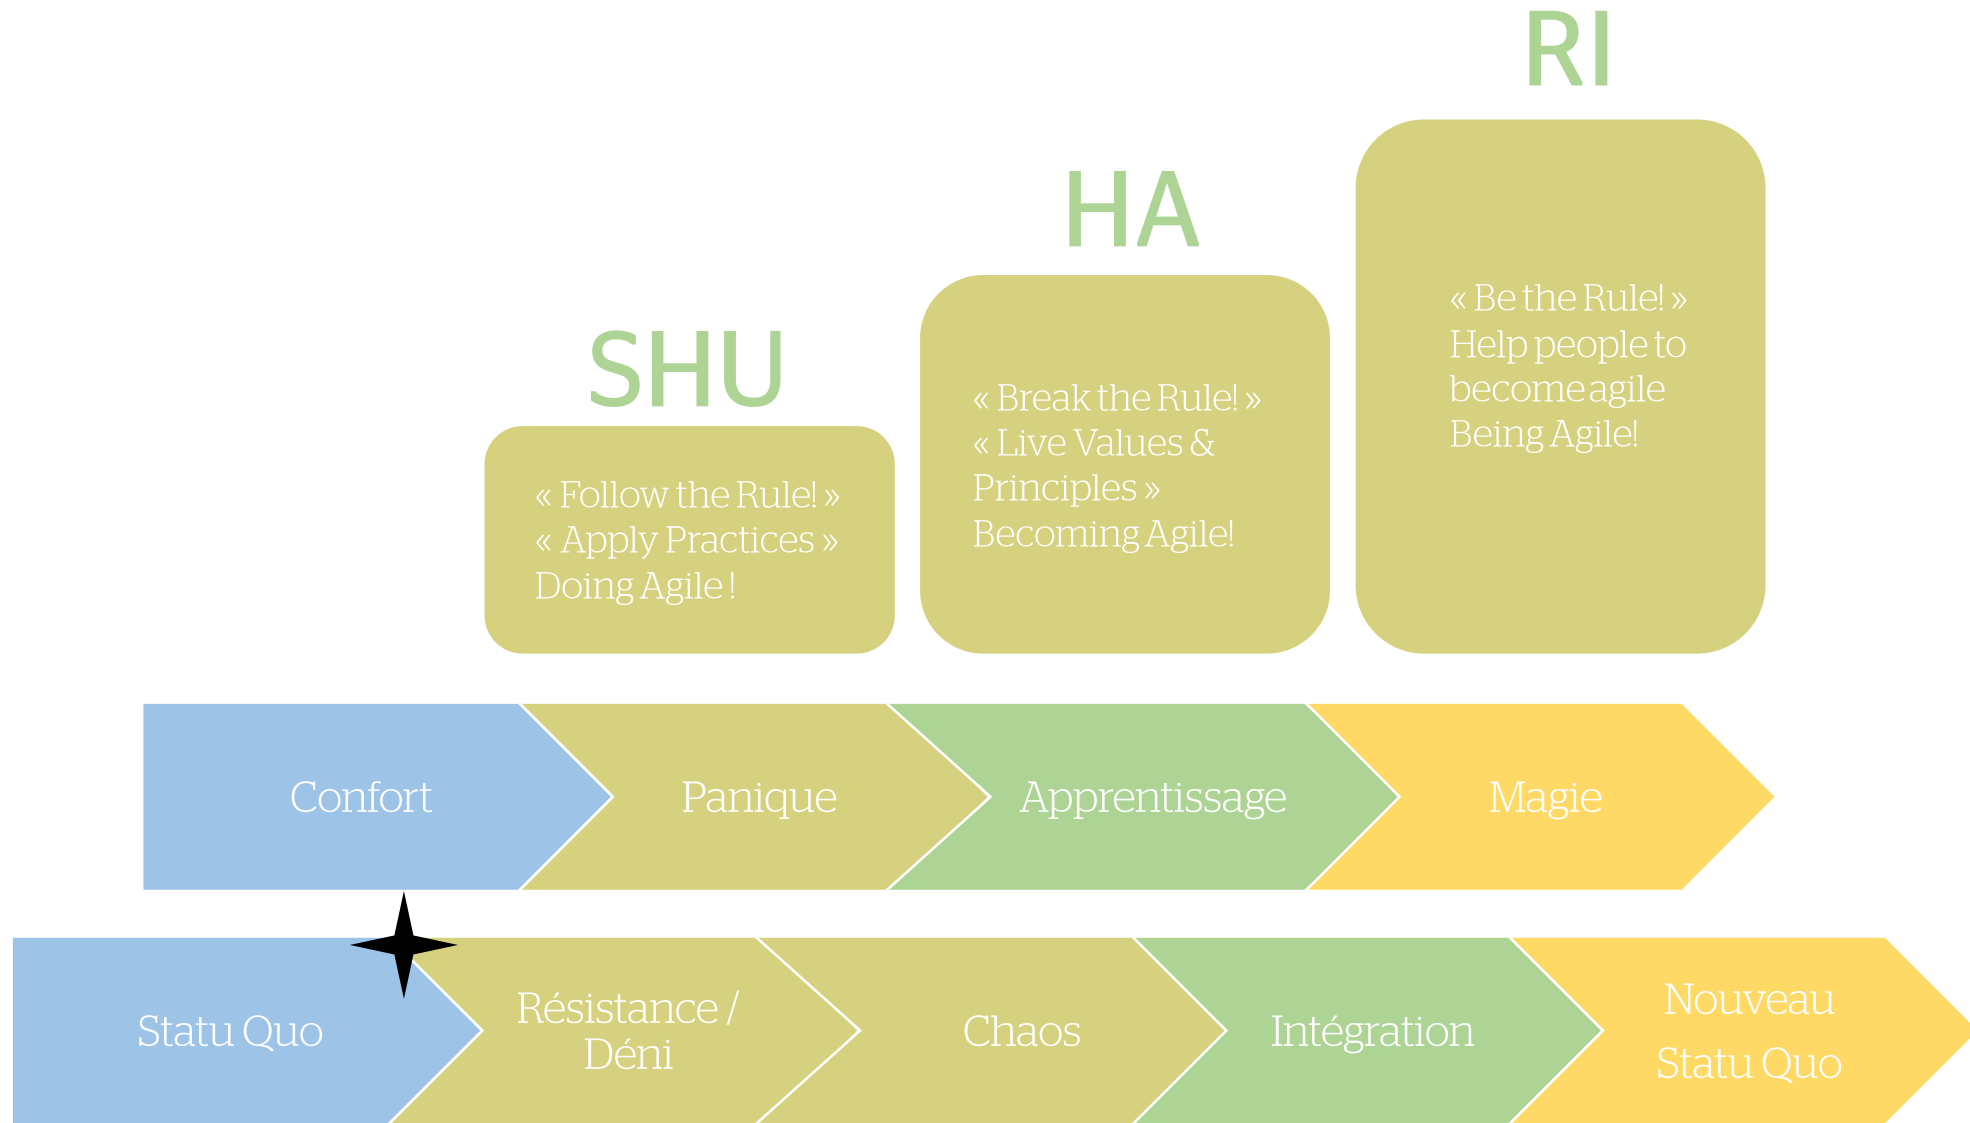 RI
HA
SHU
« Be the Rule! »
Help people to
become agile
Being Agile!
« Break the Rule! »
« Live Values &
Principles »
Becoming Agile!
« Follow the Rule! »
« Apply Practices »
Doing Agile !
Confort
Panique
Apprentissage
Magie
Statu Quo
Résistance /
Déni
Chaos
Intégration
Nouveau
Statu Quo